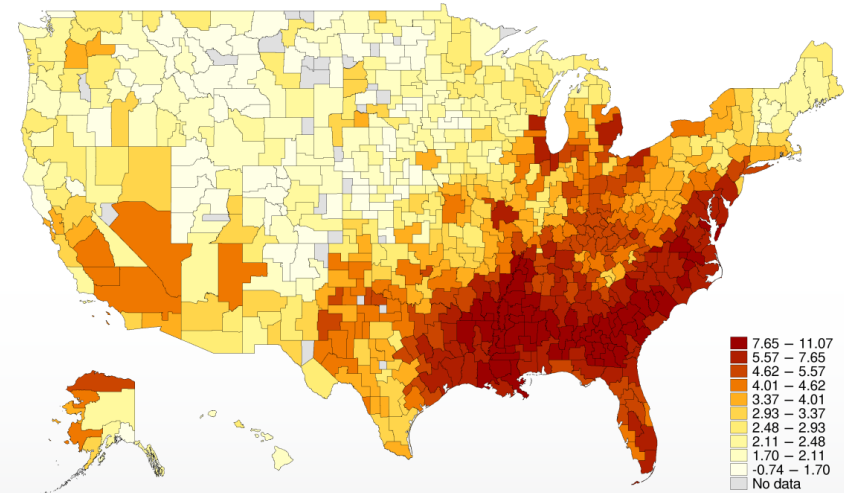 7.65 – 11.07
5.57 – 7.65
4.62 – 5.57
4.01 – 4.62
3.37 – 4.01
2.93 – 3.37
2.48 – 2.93
2.11 – 2.48
1.70 – 2.11
-0.74 – 1.70
No data